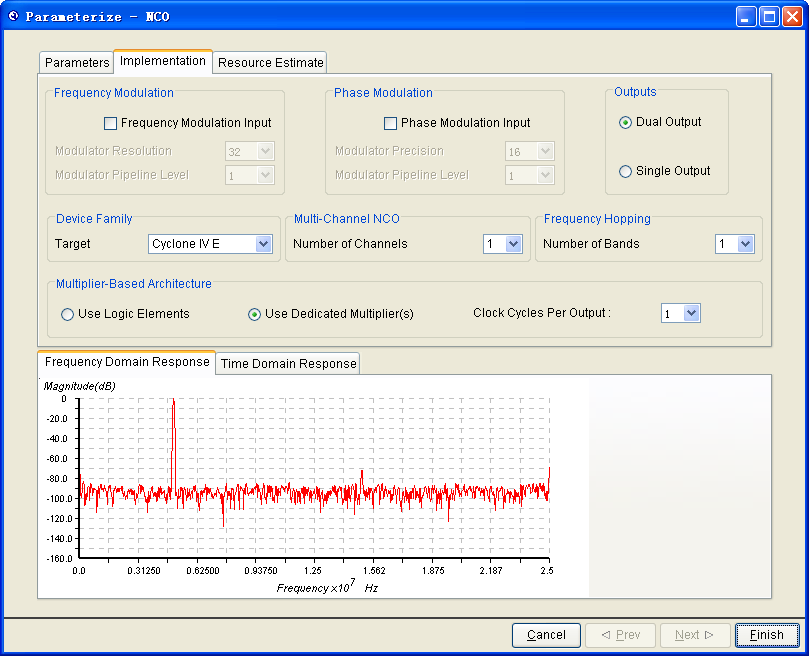 Parameterize - NCO
Parameters Implementation Resource Estimate
Frequency Modulation Phase Modulation Outputs
Frequency Modulation Input Phase Modulation Input Dual Output
Modulator Resolution 32 Modulator Precision 16
Modulator Pipeline Level 1 Modulator Pipeline Level 1 Single Output
Device Family Multi-Channel NCO Frequency Hopping
Target Cyclone IV E Number of Channels 1 Number of Bands 1
Multiplier-Based Architecture
Use Logic Elements Use Dedicated Multiplier(s) Clock Cycles Per Output : 1
Frequency Domain Response Time Domain Response
Magnitude(dB)
0
-20.0
-40.0
-60.0
-80.0
-100.0
-120.0
-140.0
-160.0
0.0 0.31250 0.62500 0.93750 1.25 1.562 1.875 2.187 2.5
Frequency x10^7 Hz
Cancel < Prev Next > Finish